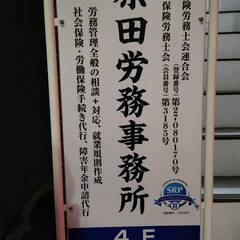 険労務士会連合会
(登録番号)第27080170号
保険労務士会(会員番号)第3185号
田労務事務所
労務管理全般の相談+対応、就業規則作成
社会保険・労働保険手続き代行、障害年金申請代行
SRP
4F